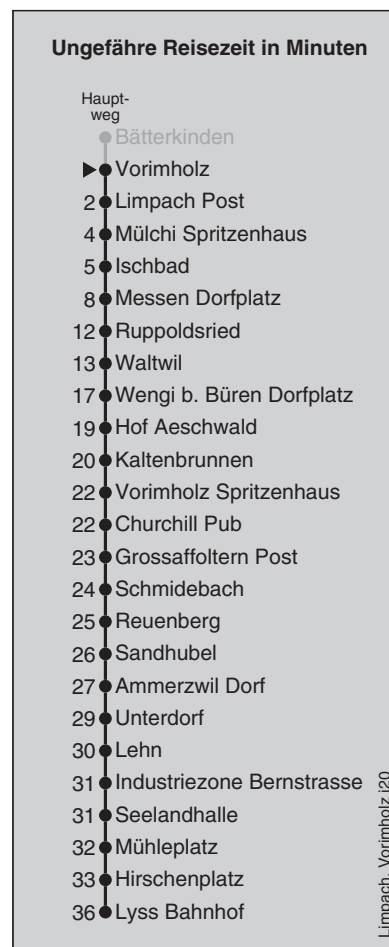 Ungefähre Reisezeit in Minuten
Haupt-
weg
Bätterkinden
Vorimholz
2 Limpach Post
4 Mülchi Spritzenhaus
5 Ischbad
8 Messen Dorfplatz
12 Ruppoldsried
13 Waltwil
17 Wengi b. Büren Dorfplatz
19 Hof Aeschwald
20 Kaltenbrunnen
22 Vorimholz Spritzenhaus
22 Churchill Pub
23 Grossaffoltern Post
24 Schmidebach
25 Reuenberg
26 Sandhubel
27 Ammerzwil Dorf
29 Unterdorf
30 Lehn
31 Industriezone Bernstrasse
31 Seelandhalle
32 Mühleplatz
33 Hirschenplatz
36 Lyss Bahnhof
Limpach, Vorimholz j20